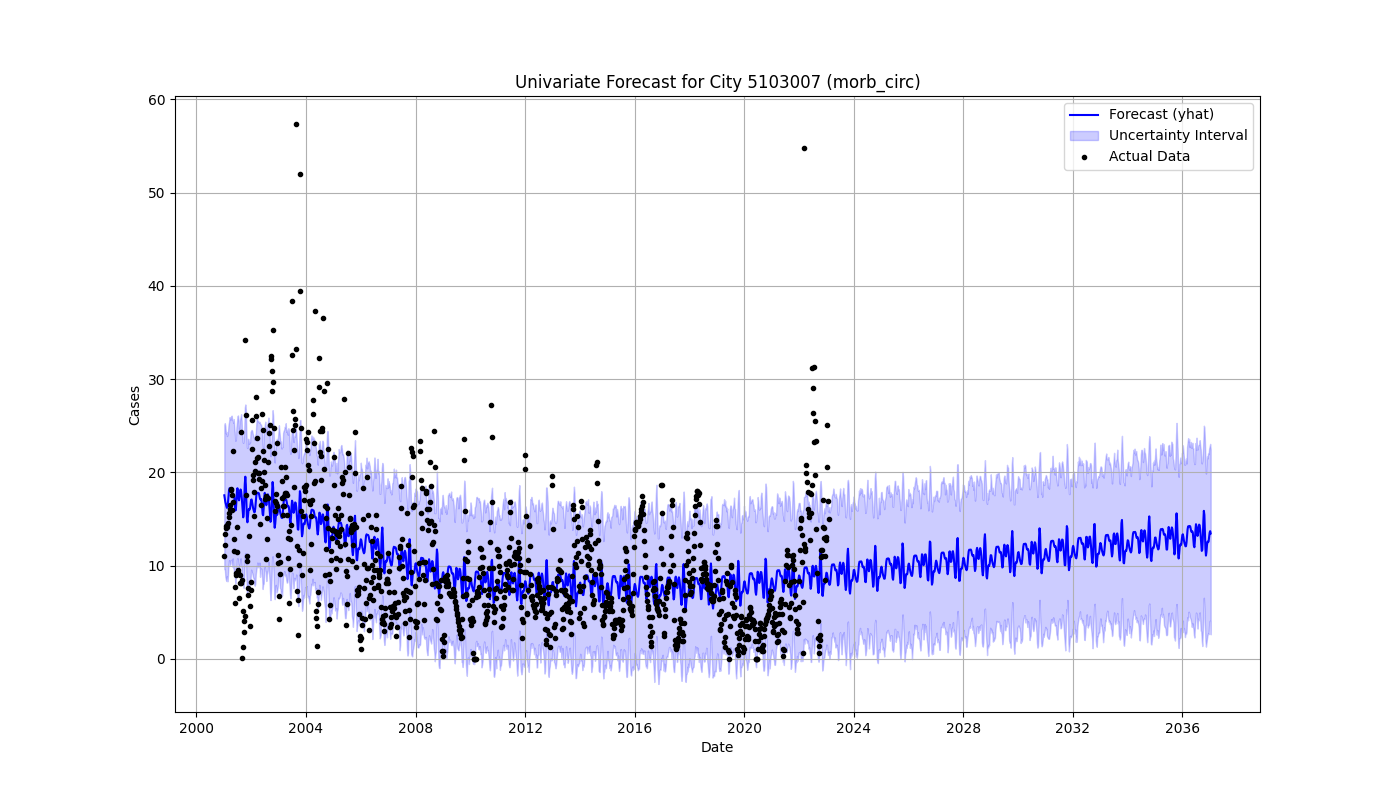 Univariate Forecast for City 5103007 (morb_circ)
Forecast (yhat)
Uncertainty Interval
Actual Data
Cases
60
50
40
30
20
10
0
2000 2004 2008 2012 2016 2020 2024 2028 2032 2036
Date